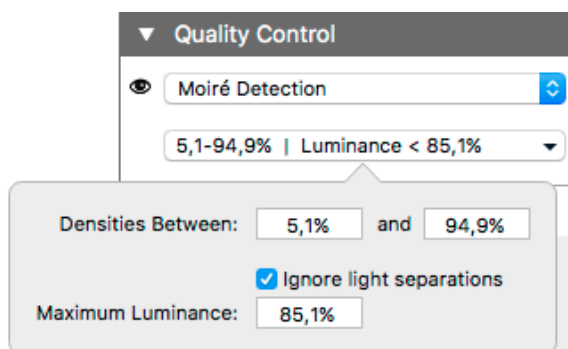 Quality Control
Moiré Detection
5,1-94,9% | Luminance < 85,1%
Densities Between: 5,1% and 94,9%
Ignore light separations
Maximum Luminance: 85,1%